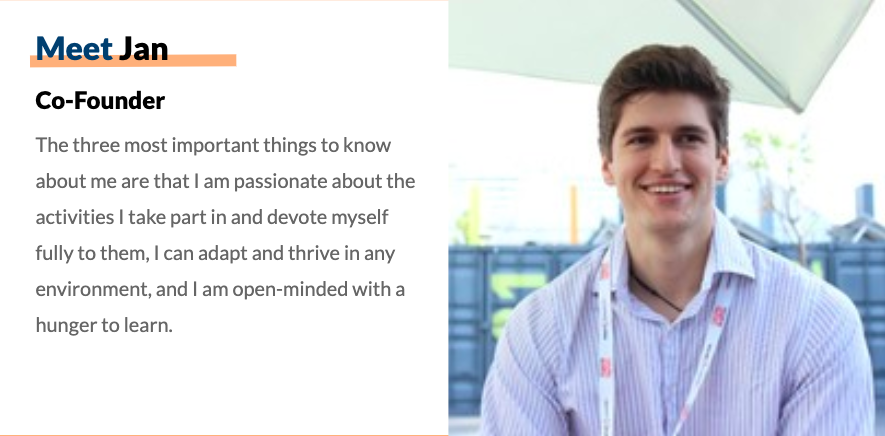 Meet Jan
Co-Founder
The three most important things to know
about me are that I am passionate about the
activities I take part in and devote myself
fully to them, I can adapt and thrive in any
environment, and I am open-minded with a
hunger to learn.